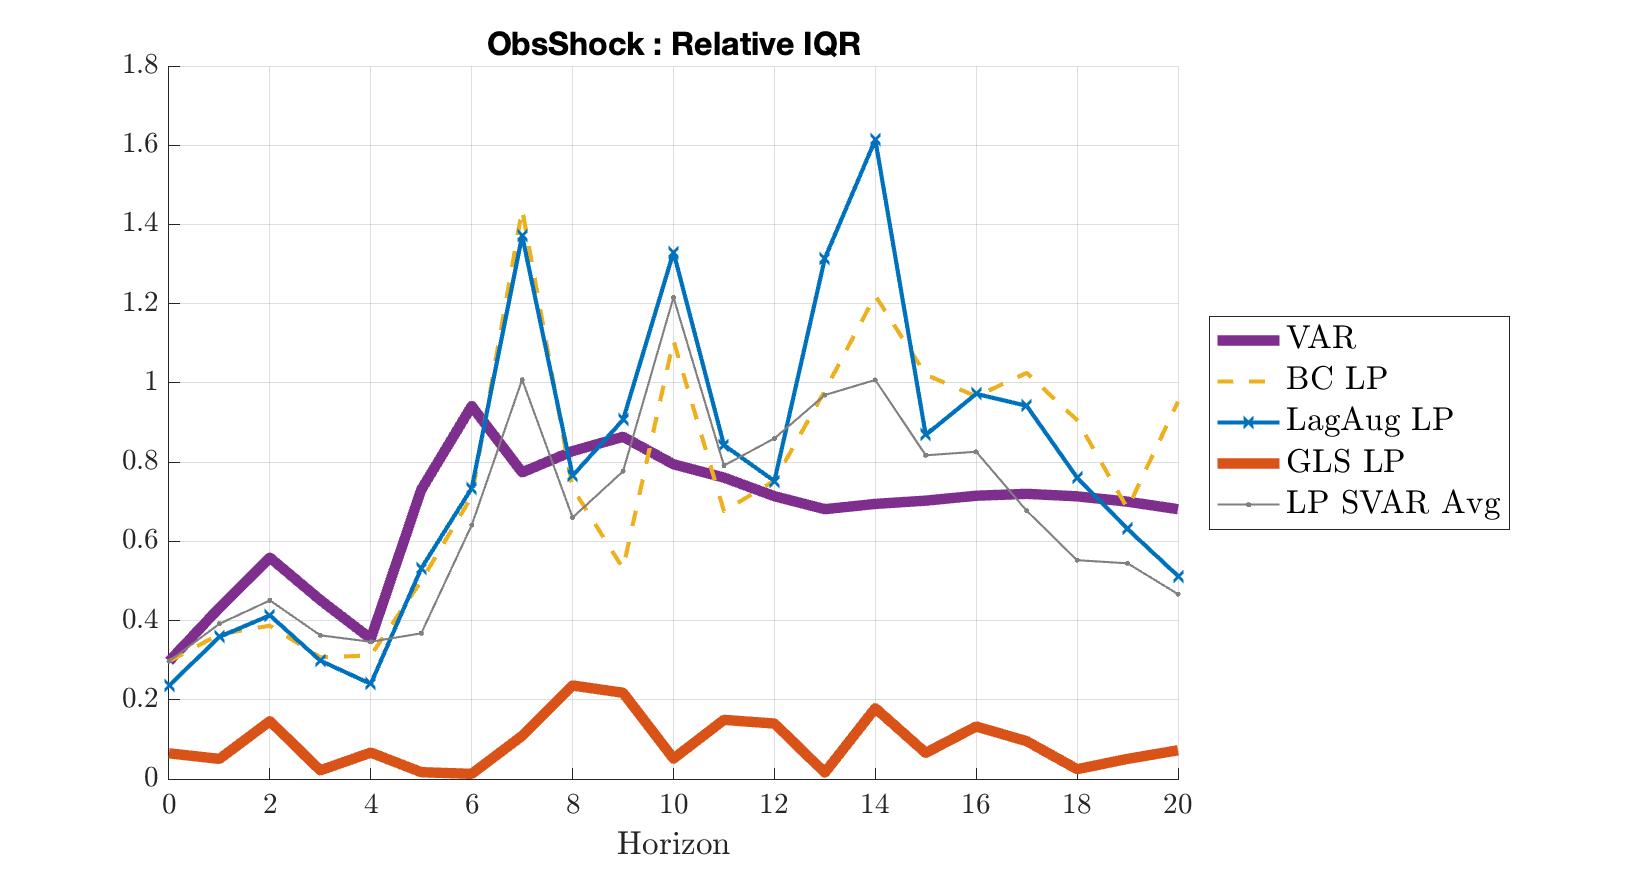 ObsShock : Relative IQR
1.8
1.6
1.4
1.2
1
0.8
0.6
0.4
0.2
0
0 2 4 6 8 10 12 14 16 18 20
Horizon
VAR
BC LP
LagAug LP
GLS LP
LP SVAR Avg